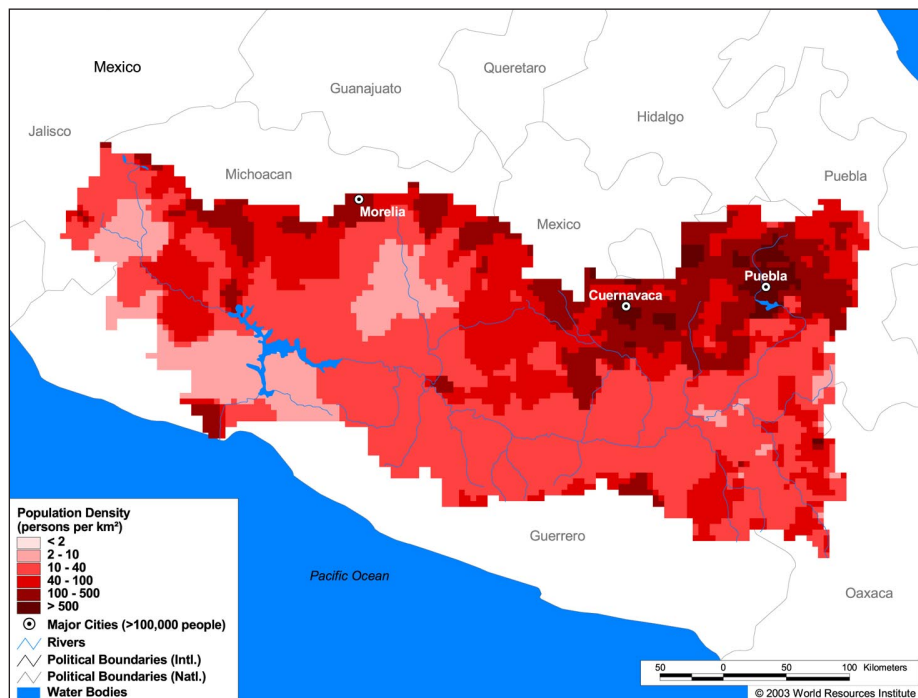 Mexico
Queretaro
Guanajuato
Hidalgo
Jalisco
Michoacan
Puebla
Morelia
Mexico
Puebla
Cuernavaca
Guerrero
Pacific Ocean
Oaxaca
Population Density
(persons per km²)
< 2
2 - 10
10 - 40
40 - 100
100 - 500
> 500
Major Cities (>100,000 people)
Rivers
Political Boundaries (Intl.)
Political Boundaries (Natl.)
Water Bodies
50 0 50 100 Kilometers
© 2003 World Resources Institute